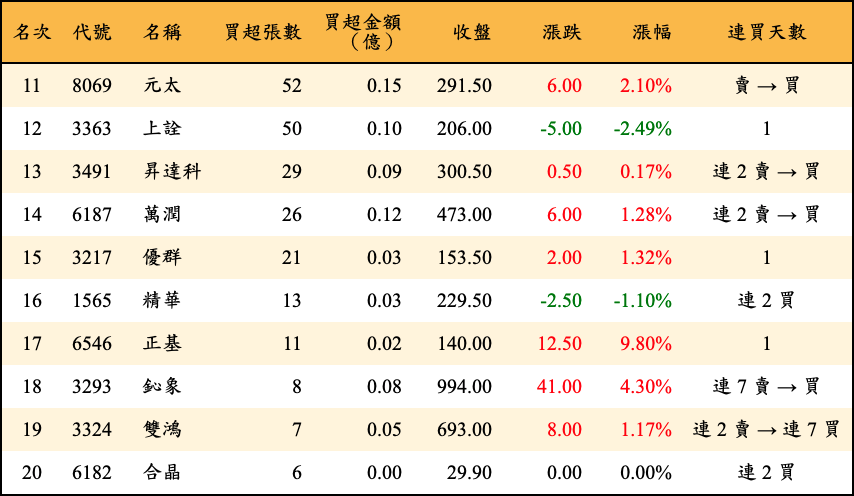 名次 代號 名稱 買超張數 買超金額（億） 收盤 漲跌 漲幅 連買天數
11 8069 元太 52 0.15 291.50 6.00 2.10% 賣 → 買
12 3363 上詮 50 0.10 206.00 -5.00 -2.49% 1
13 3491 昇達科 29 0.09 300.50 0.50 0.17% 連 2 賣 → 買
14 6187 萬潤 26 0.12 473.00 6.00 1.28% 連 2 賣 → 買
15 3217 優群 21 0.03 153.50 2.00 1.32% 1
16 1565 精華 13 0.03 229.50 -2.50 -1.10% 連 2 買
17 6546 正基 11 0.02 140.00 12.50 9.80% 1
18 3293 鈊象 8 0.08 994.00 41.00 4.30% 連 7 賣 → 買
19 3324 雙鴻 7 0.05 693.00 8.00 1.17% 連 2 賣 → 連 7 買
20 6182 合晶 6 0.00 29.90 0.00 0.00% 連 2 買